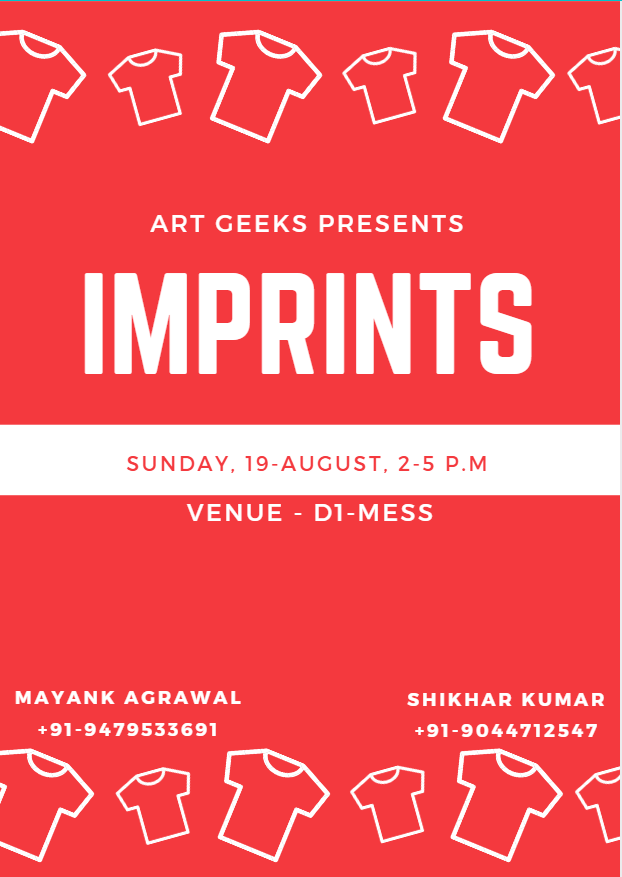 ART GEEKS PRESENTS
IMPRINTS
SUNDAY, 19-AUGUST, 2-5 P.M
VENUE - D1-MESS
MAYANK AGRAWAL
+91-9479533691
SHIKHAR KUMAR
+91-9044712547